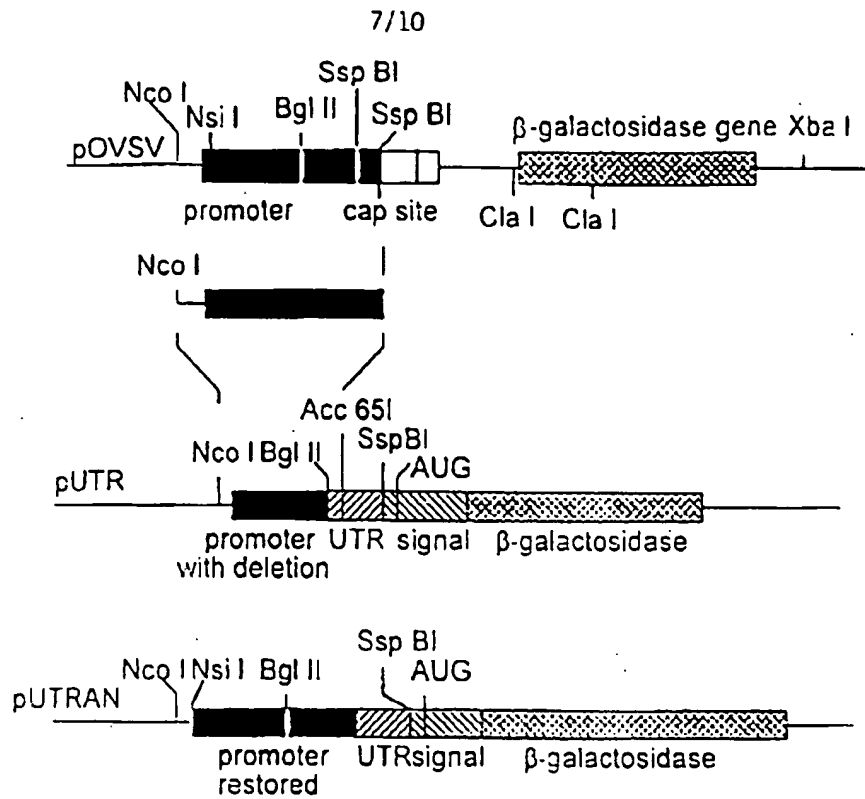 7/10
Ssp BI
Nco I
Nsi I
Bgl II
Ssp BI
β-galactosidase gene Xba I
pOVSV
promoter
cap site
Cla I
Cla I
Nco I
Acc 65I
Nco I Bgl II
SspBI
AUG
pUTR
promoter
with deletion
UTR signal
β-galactosidase
Ssp BI
Nco I Nsi I Bgl II
AUG
pUTRAN
promoter
restored
UTRsignal
β-galactosidase